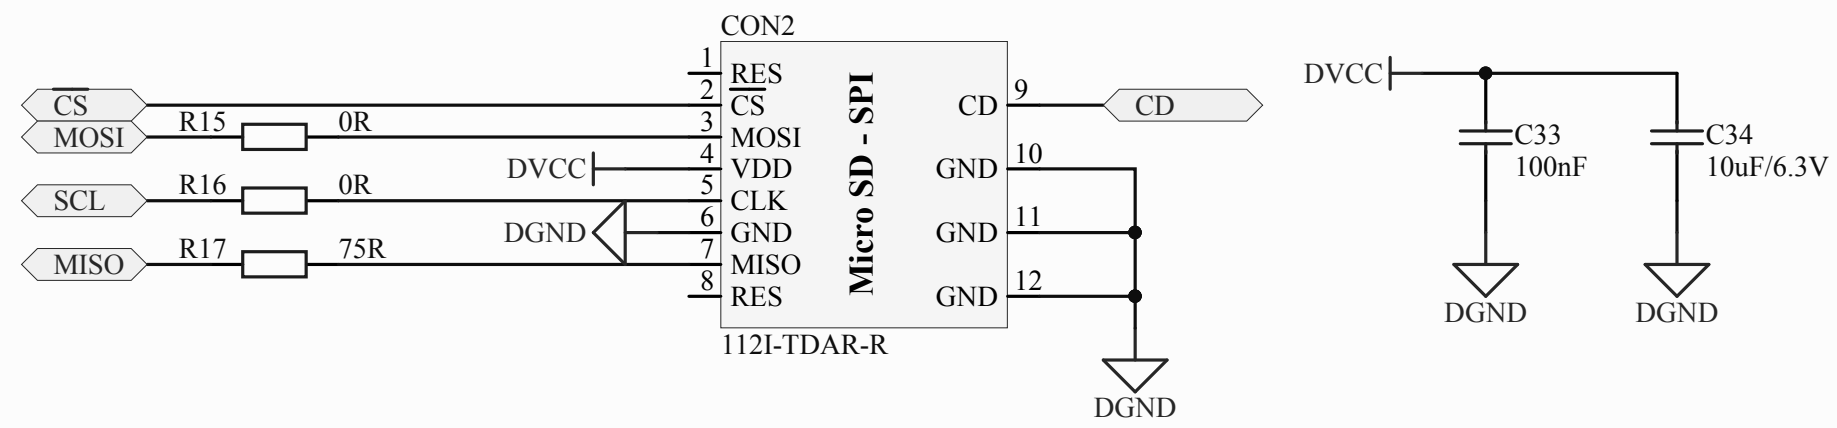 CON2
1 RES
C̅S̅ 2 C̅S̅
MOSI R15 0R 3 MOSI
DVCC 4 VDD
SCL R16 0R 5 CLK
DGND 6 GND
MISO R17 75R 7 MISO
8 RES
Micro SD - SPI
CD 9 CD
GND 10
GND 11
GND 12
DGND
112I-TDAR-R
DVCC
C33
100nF
DGND
C34
10uF/6.3V
DGND